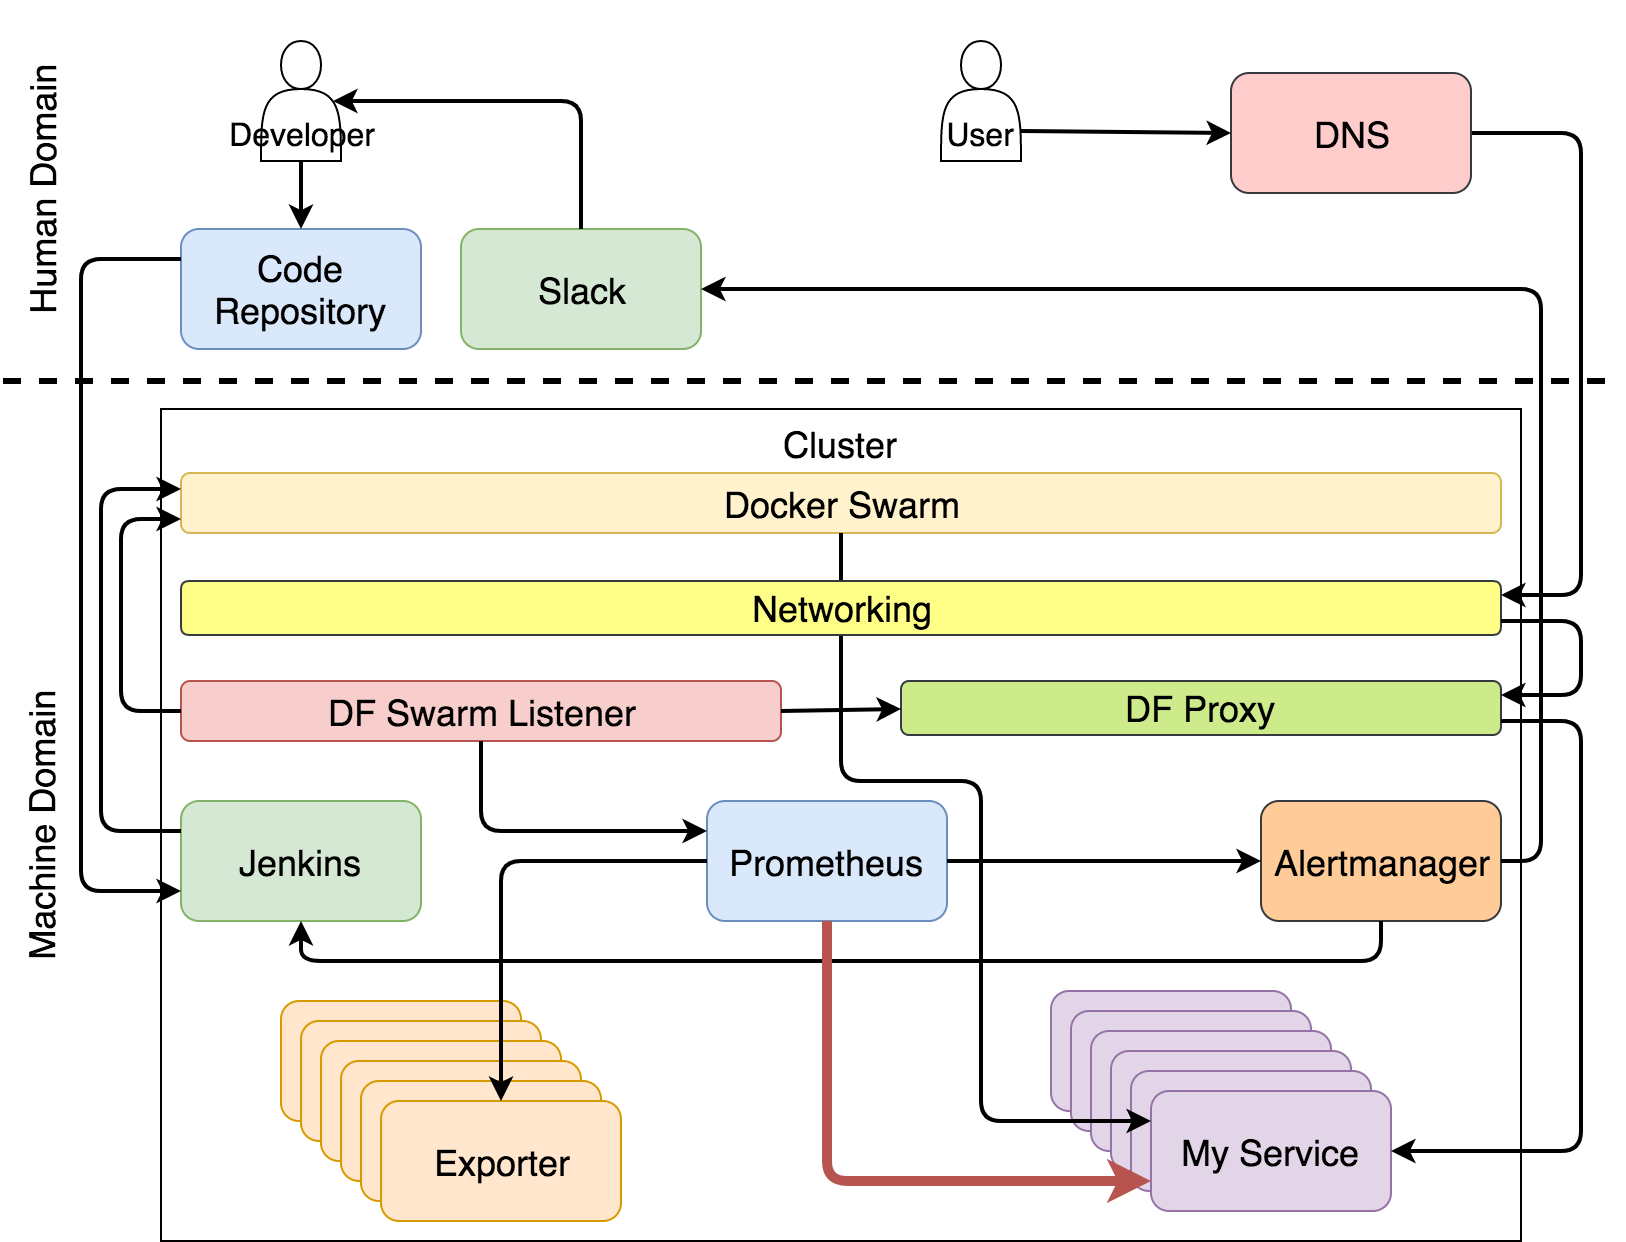 Human Domain
Developer
User
DNS
Code
Repository
Slack
Machine Domain
Cluster
Docker Swarm
Networking
DF Swarm Listener
DF Proxy
Jenkins
Prometheus
Alertmanager
Exporter
My Service